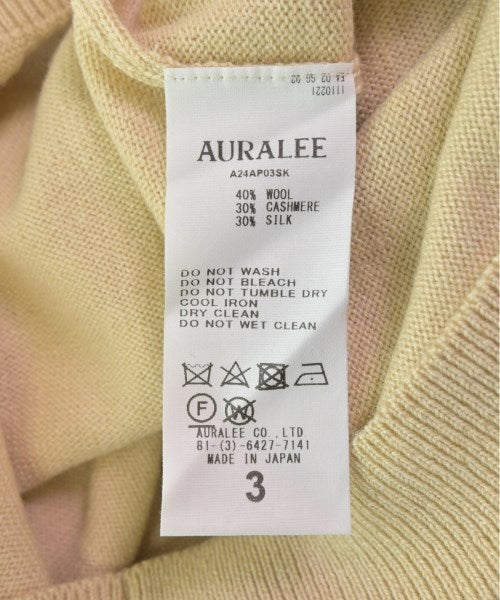 1110221
AURALEE
A24AP03SK
40% WOOL
30% CASHMERE
30% SILK
DO NOT WASH
DO NOT BLEACH
DO NOT TUMBLE DRY
COOL IRON
DRY CLEAN
DO NOT WET CLEAN
F
W
AURALEE CO., LTD.
81-(3)-6427-7141
MADE IN JAPAN
3